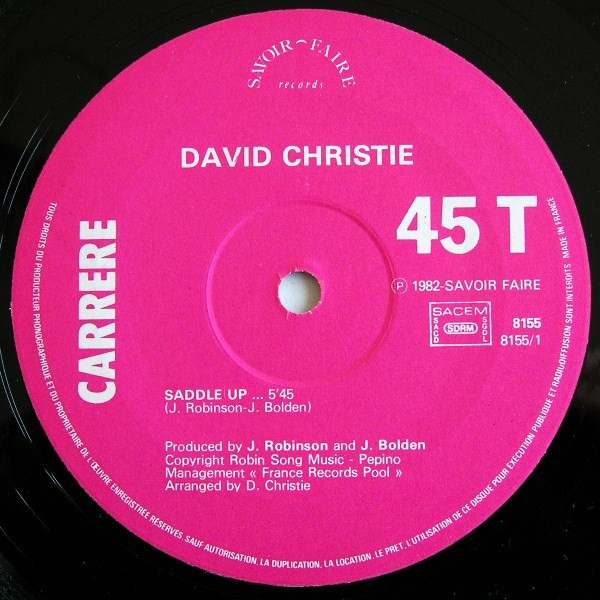 SAVOIR-FAIRE
records
DAVID CHRISTIE
45 T
CARRERE
℗ 1982-SAVOIR FAIRE
SACEM
SACD
SDRM
SGDL
8155
8155/1
SADDLE UP ... 5'45
(J. Robinson-J. Bolden)
Produced by J. Robinson and J. Bolden
Copyright Robin Song Music - Pepino
Management « France Records Pool »
Arranged by D. Christie
TOUS DROITS DU PRODUCTEUR PHONOGRAPHIQUE ET DU PROPRIETAIRE DE L'ŒUVRE ENREGISTREE RESERVES SAUF AUTORISATION, LA DUPLICATION, LA LOCATION, LE PRET, L'UTILISATION DE CE DISQUE POUR EXECUTION PUBLIQUE ET RADIODIFFUSION SONT INTERDITS MADE IN FRANCE